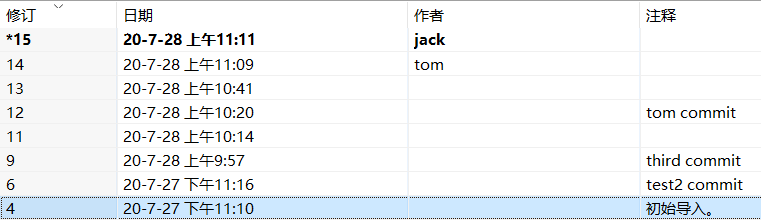 修订 日期 作者 注释
*15 20-7-28 上午11:11 jack
14 20-7-28 上午11:09 tom
13 20-7-28 上午10:41
12 20-7-28 上午10:20 tom commit
11 20-7-28 上午10:14
9 20-7-28 上午9:57 third commit
6 20-7-27 下午11:16 test2 commit
4 20-7-27 下午11:10 初始导入。